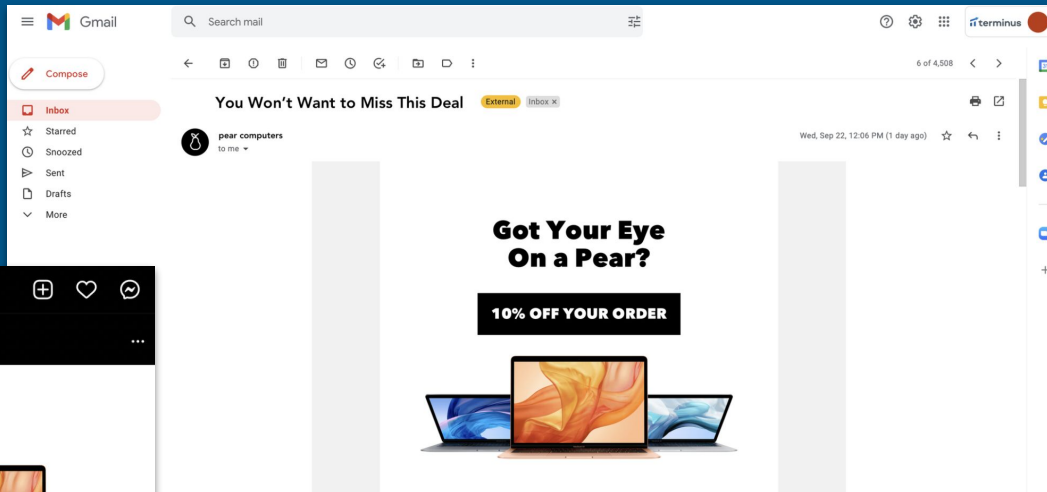 Gmail
Search mail
terminus
Compose
6 of 4,508
You Won't Want to Miss This Deal
External
Inbox ×
Inbox
Starred
Snoozed
Sent
Drafts
More
pear computers
to me
Wed, Sep 22, 12:06 PM (1 day ago)
Got Your Eye
On a Pear?
10% OFF YOUR ORDER